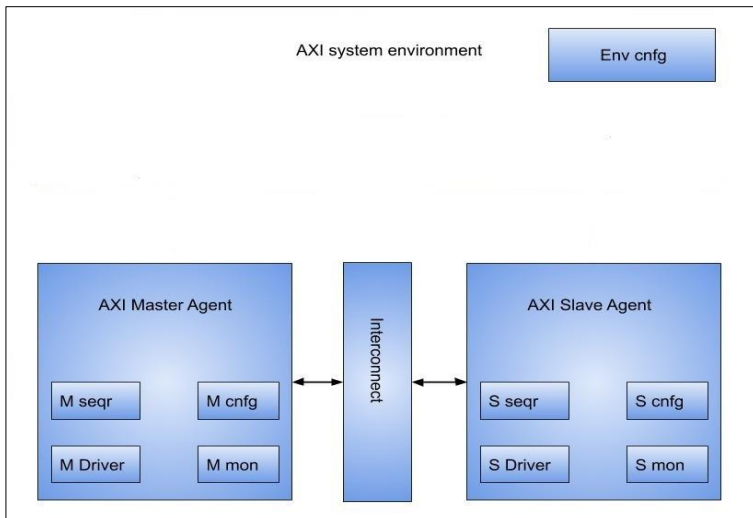 AXI system environment
Env cnfg
AXI Master Agent
M seqr
M cnfg
M Driver
M mon
Interconnect
AXI Slave Agent
S seqr
S cnfg
S Driver
S mon